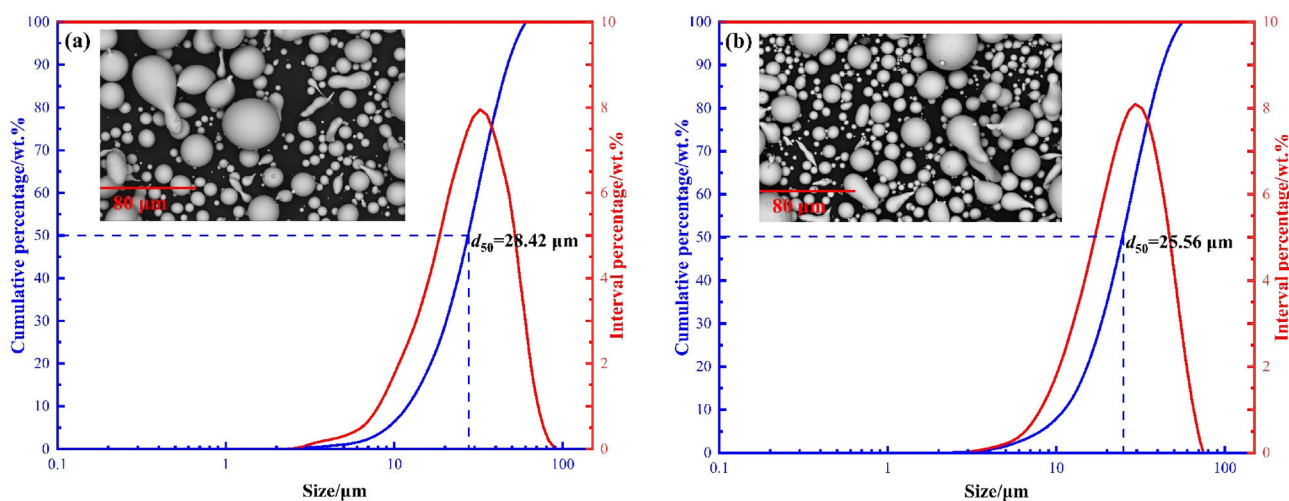 (a)
80 μm
d50=28.42 μm
Cumulative percentage/wt.%
100
90
80
70
60
50
40
30
20
10
0
Interval percentage/wt.%
10
8
6
4
2
0
0.1 1 10 100
Size/μm
(b)
80 μm
d50=25.56 μm
Cumulative percentage/wt.%
100
90
80
70
60
50
40
30
20
10
0
Interval percentage/wt.%
10
8
6
4
2
0
0.1 1 10 100
Size/μm